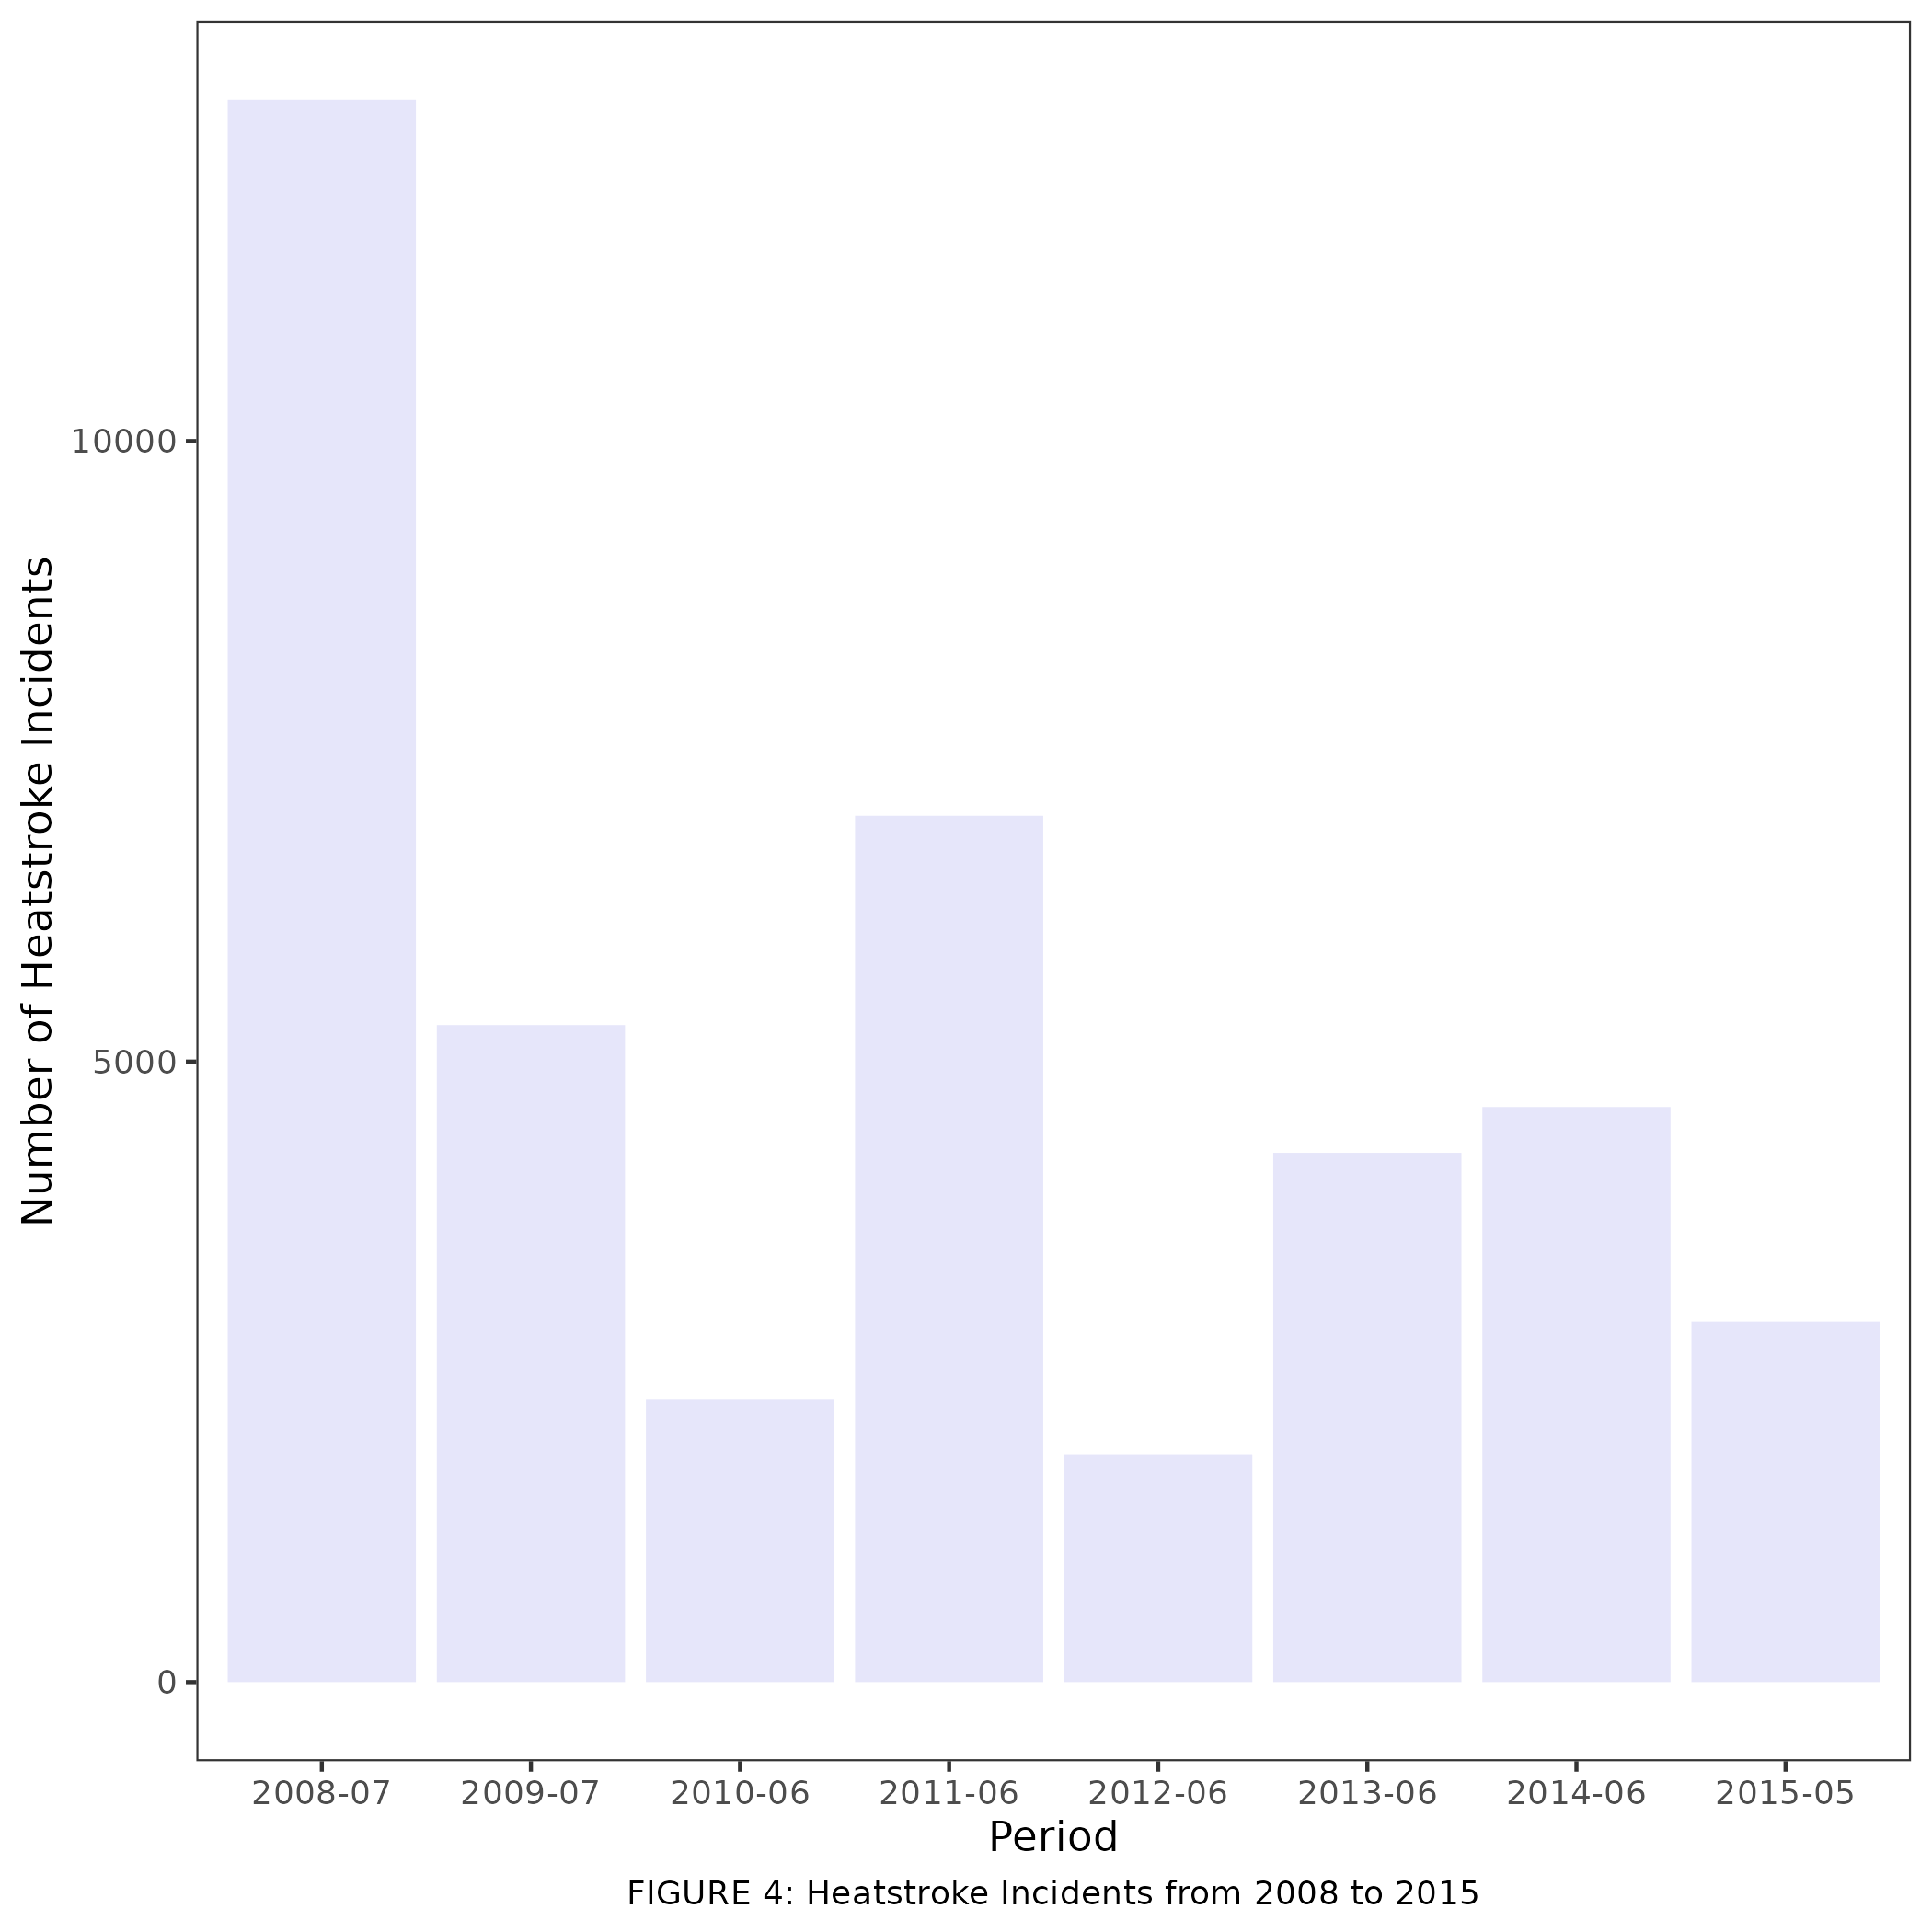 Number of Heatstroke Incidents
10000
5000
0
2008-07 2009-07 2010-06 2011-06 2012-06 2013-06 2014-06 2015-05
Period
FIGURE 4: Heatstroke Incidents from 2008 to 2015